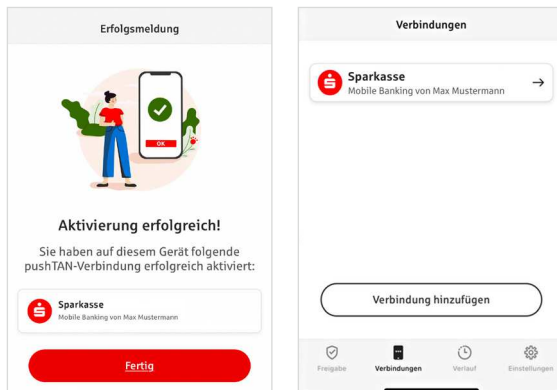 Erfolgsmeldung
OK
Aktivierung erfolgreich!
Sie haben auf diesem Gerät folgende
pushTAN-Verbindung erfolgreich aktiviert:
Sparkasse
Mobile Banking von Max Mustermann
Fertig
Verbindungen
Sparkasse
Mobile Banking von Max Mustermann
Verbindung hinzufügen
Freigabe
Verbindungen
Verlauf
Einstellungen